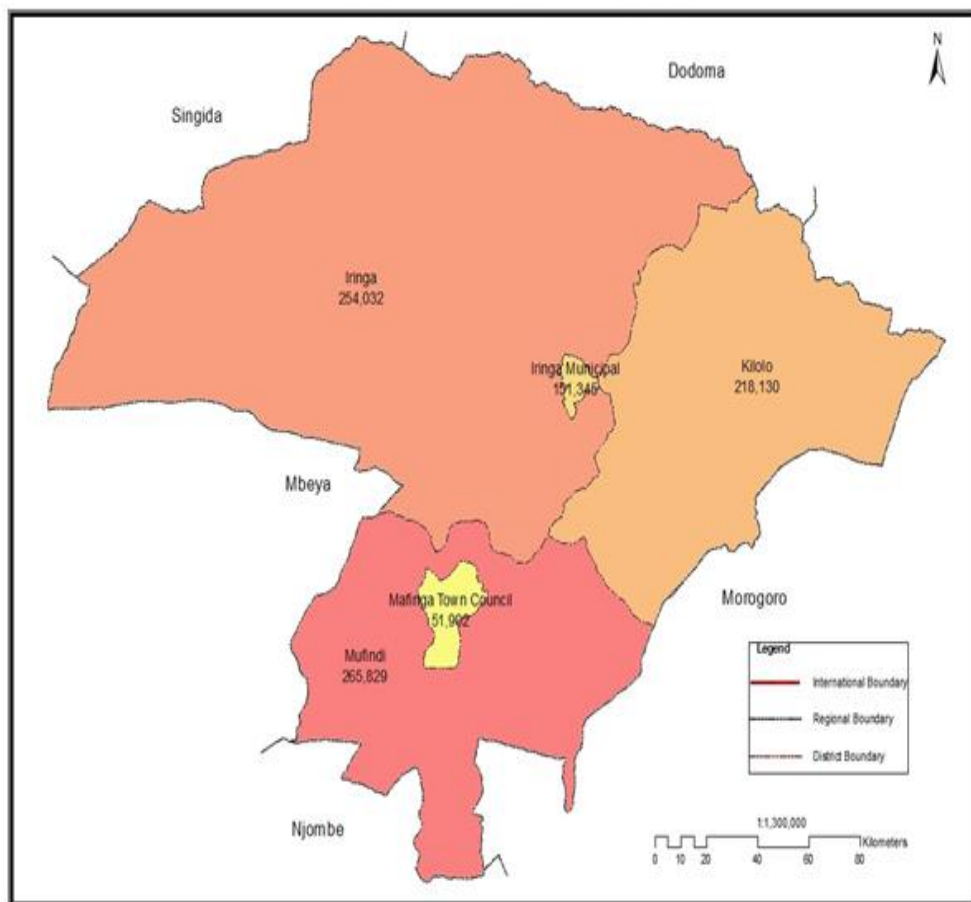 N
Dodoma
Singida
Iringa
254,032
Iringa Municipal
151,345
Kilolo
218,130
Mbeya
Mafinga Town Council
51,902
Morogoro
Mufindi
265,829
Legend
International Boundary
Regional Boundary
District Boundary
Njombe
1:1,300,000
Kilometers
0 10 20 40 60 80